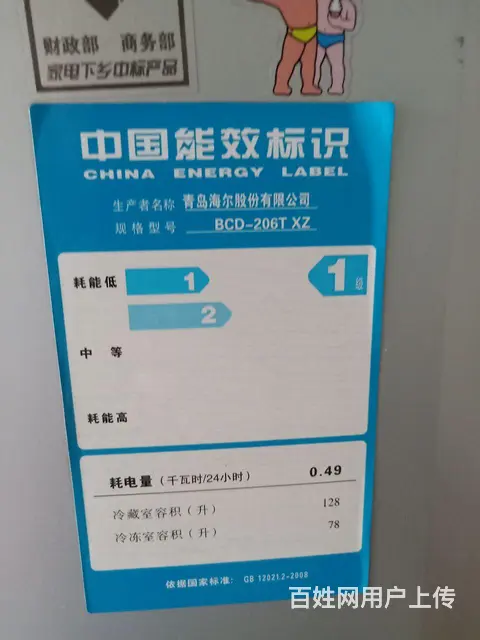 财政部 商务部
家电下乡中标产品
中国能效标识
CHINA ENERGY LABEL
生产者名称 青岛海尔股份有限公司
规格型号 BCD-206T XZ
耗能低 1 1
2
中 等
耗能高
耗电量（千瓦时/24小时） 0.49
冷藏室容积（升） 128
冷冻室容积（升） 78
依据国家标准: GB 12021.2-2008
百姓网用户上传